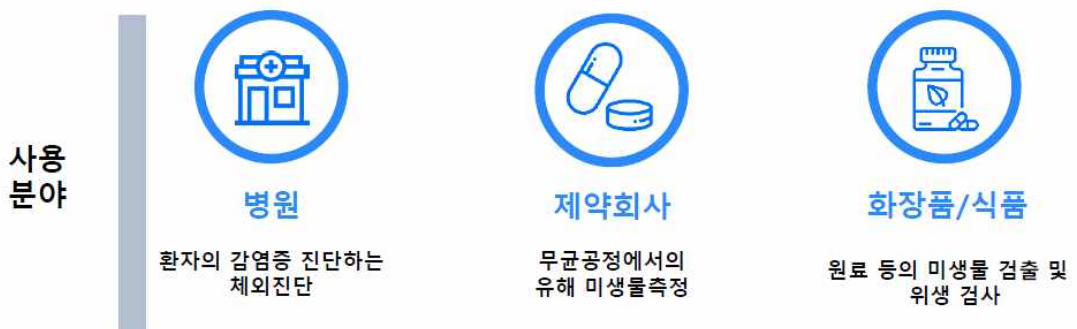 사용
분야
병원
환자의 감염증 진단하는
체외진단
제약회사
무균공정에서의
유해 미생물측정
화장품/식품
원료 등의 미생물 검출 및
위생 검사